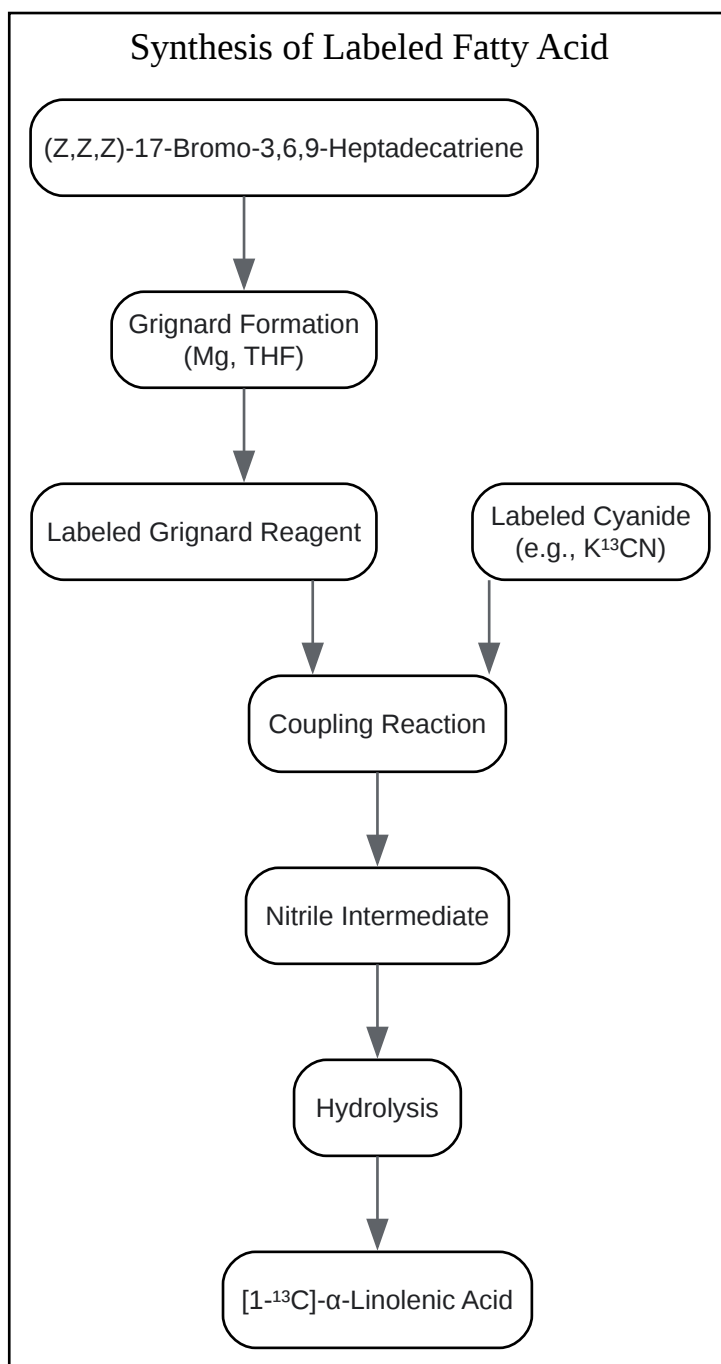 Synthesis of Labeled Fatty Acid
(Z,Z,Z)-17-Bromo-3,6,9-Heptadecatriene
Grignard Formation
(Mg, THF)
Labeled Grignard Reagent
Labeled Cyanide
(e.g., K¹³CN)
Coupling Reaction
Nitrile Intermediate
Hydrolysis
[1-¹³C]-α-Linolenic Acid